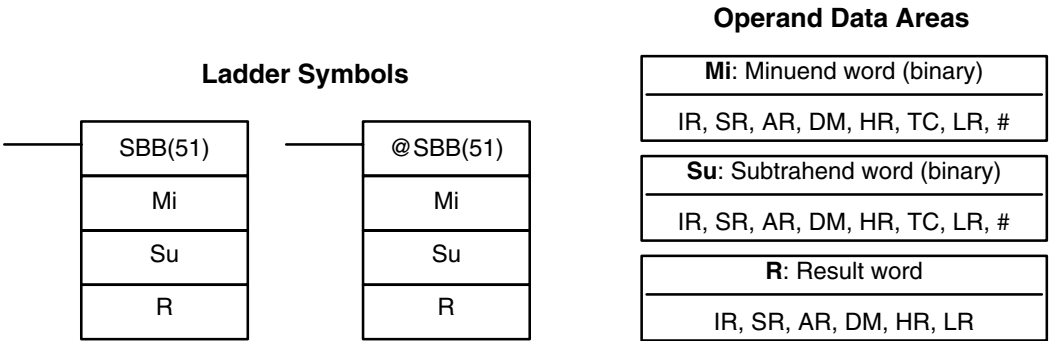 Ladder Symbols
SBB(51)
Mi
Su
R
@SBB(51)
Mi
Su
R
Operand Data Areas
Mi: Minuend word (binary)
IR, SR, AR, DM, HR, TC, LR, #
Su: Subtrahend word (binary)
IR, SR, AR, DM, HR, TC, LR, #
R: Result word
IR, SR, AR, DM, HR, LR